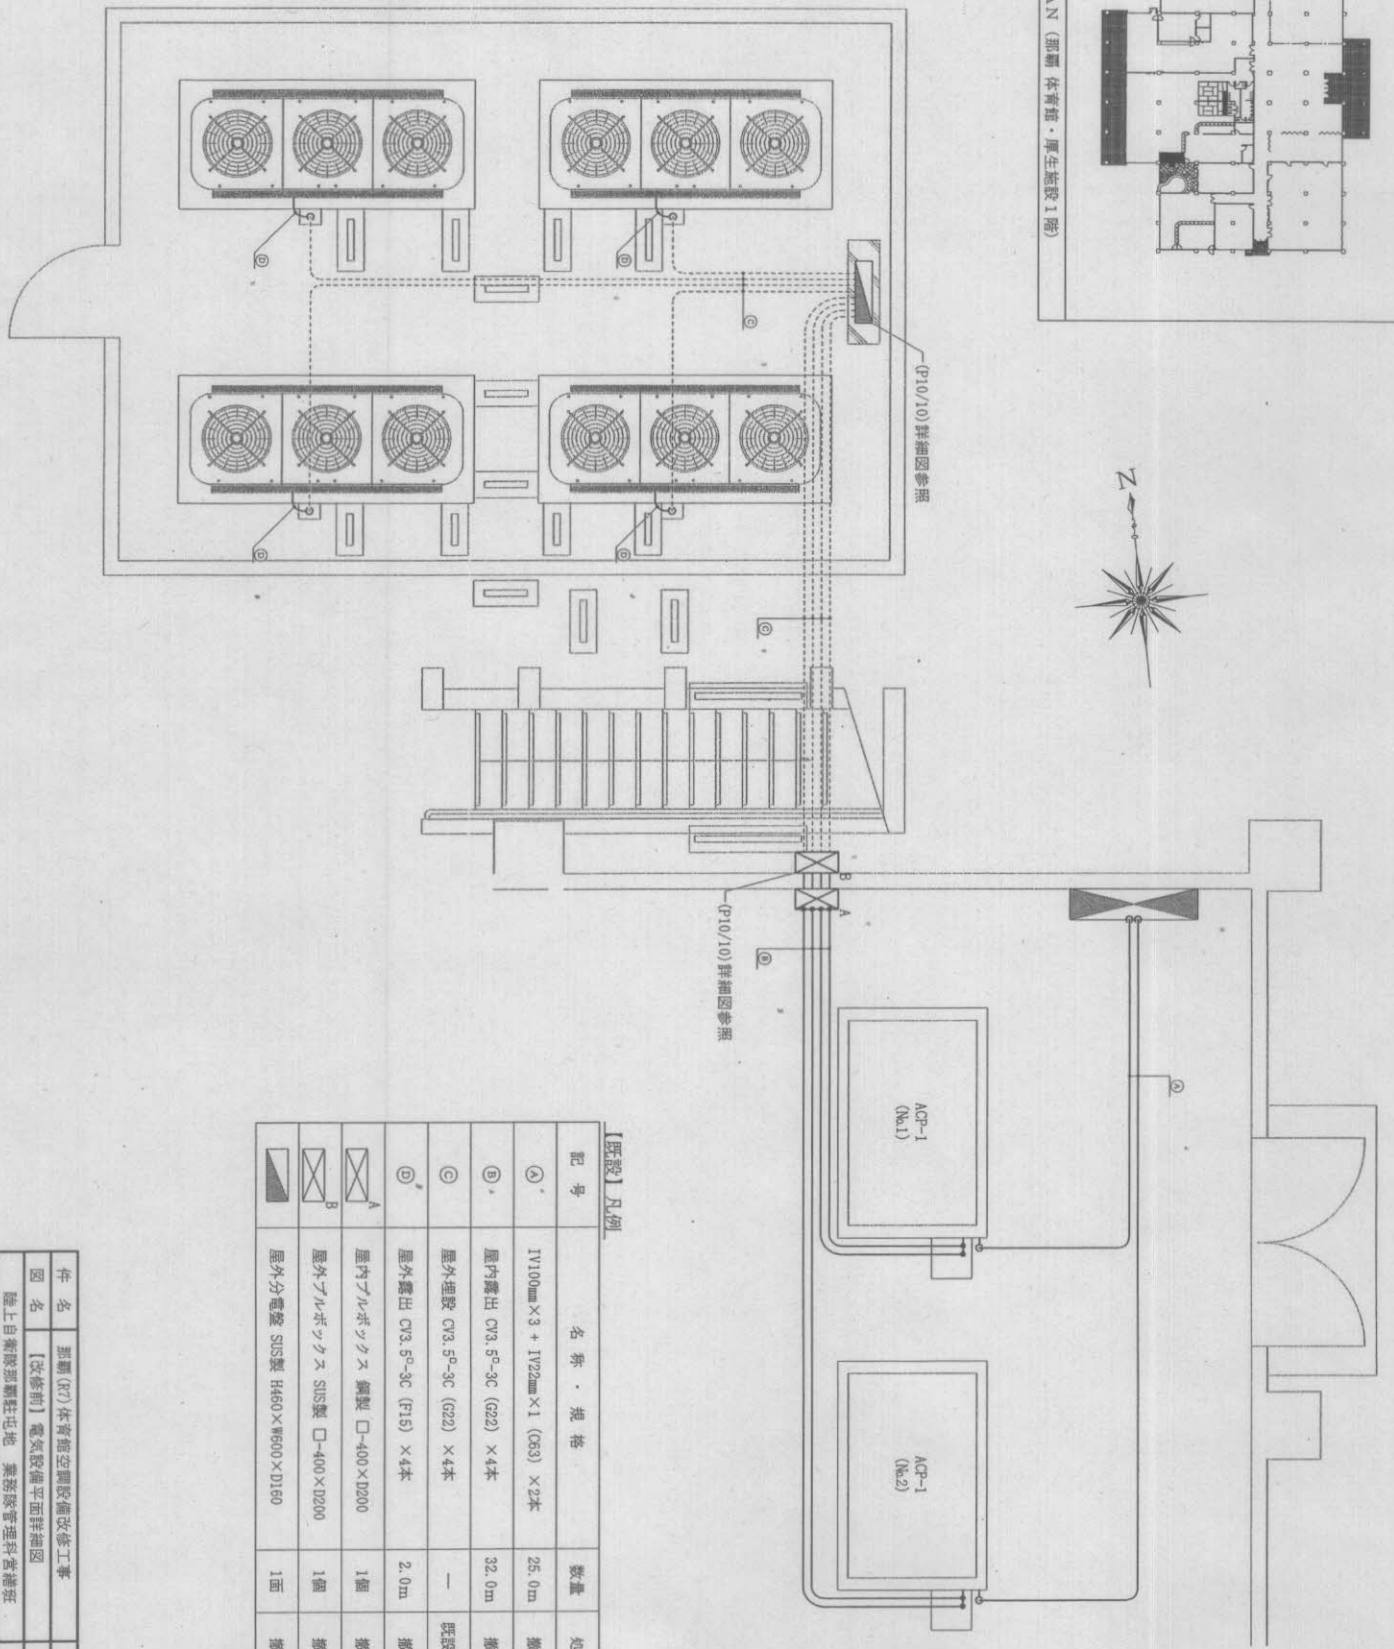 AN (那覇 体育館・厚生施設1階)
N
(P10/10)詳細図参照
Ⓓ
Ⓓ
Ⓒ
Ⓓ
Ⓓ
Ⓒ
B
A
(P10/10)詳細図参照
Ⓑ
Ⓐ
ACP-1
(No.1)
ACP-1
(No.2)
【既設】凡例
記 号 名 称 ・ 規 格 数量 処
Ⓐ IV100mm×3 + IV22mm×1 (C63) ×2本 25.0m 撤
Ⓑ 屋内露出 CV3.5□-3C (G22) ×4本 32.0m 撤
Ⓒ 屋外埋設 CV3.5□-3C (G22) ×4本 ― 既設
Ⓓ 屋外露出 CV3.5□-3C (F15) ×4本 2.0m 撤
A 屋内プルボックス 鋼製 □-400×D200 1個 撤
B 屋外プルボックス SUS製 □-400×D200 1個 撤
屋外分電盤 SUS製 H460×W600×D160 1面 撤
件 名 那覇(R7)体育館空調設備改修工事
図 名 【改修前】電気設備平面詳細図
陸上自衛隊那覇駐屯地 業務隊管理科営繕班